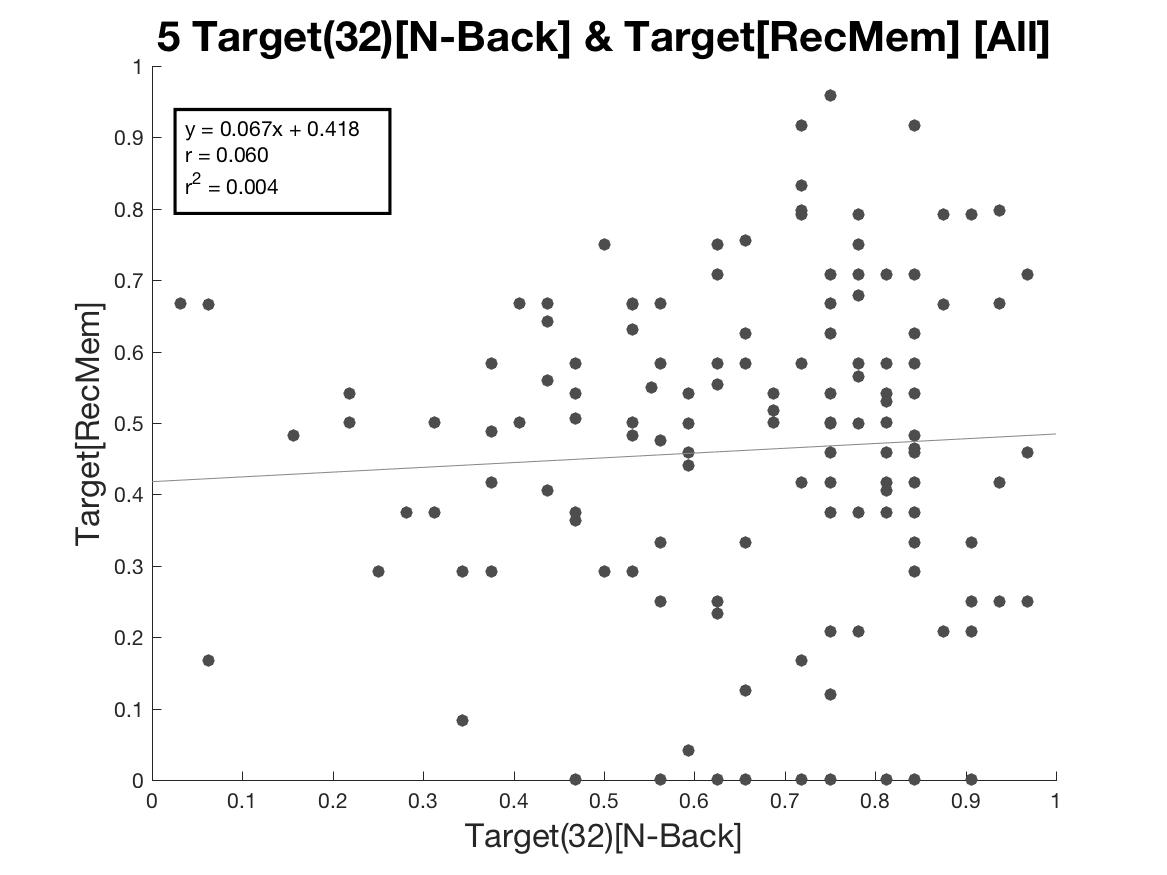 5 Target(32)[N-Back] & Target[RecMem] [All]
y = 0.067x + 0.418
r = 0.060
r² = 0.004
Target[RecMem]
1
0.9
0.8
0.7
0.6
0.5
0.4
0.3
0.2
0.1
0
0 0.1 0.2 0.3 0.4 0.5 0.6 0.7 0.8 0.9 1
Target(32)[N-Back]